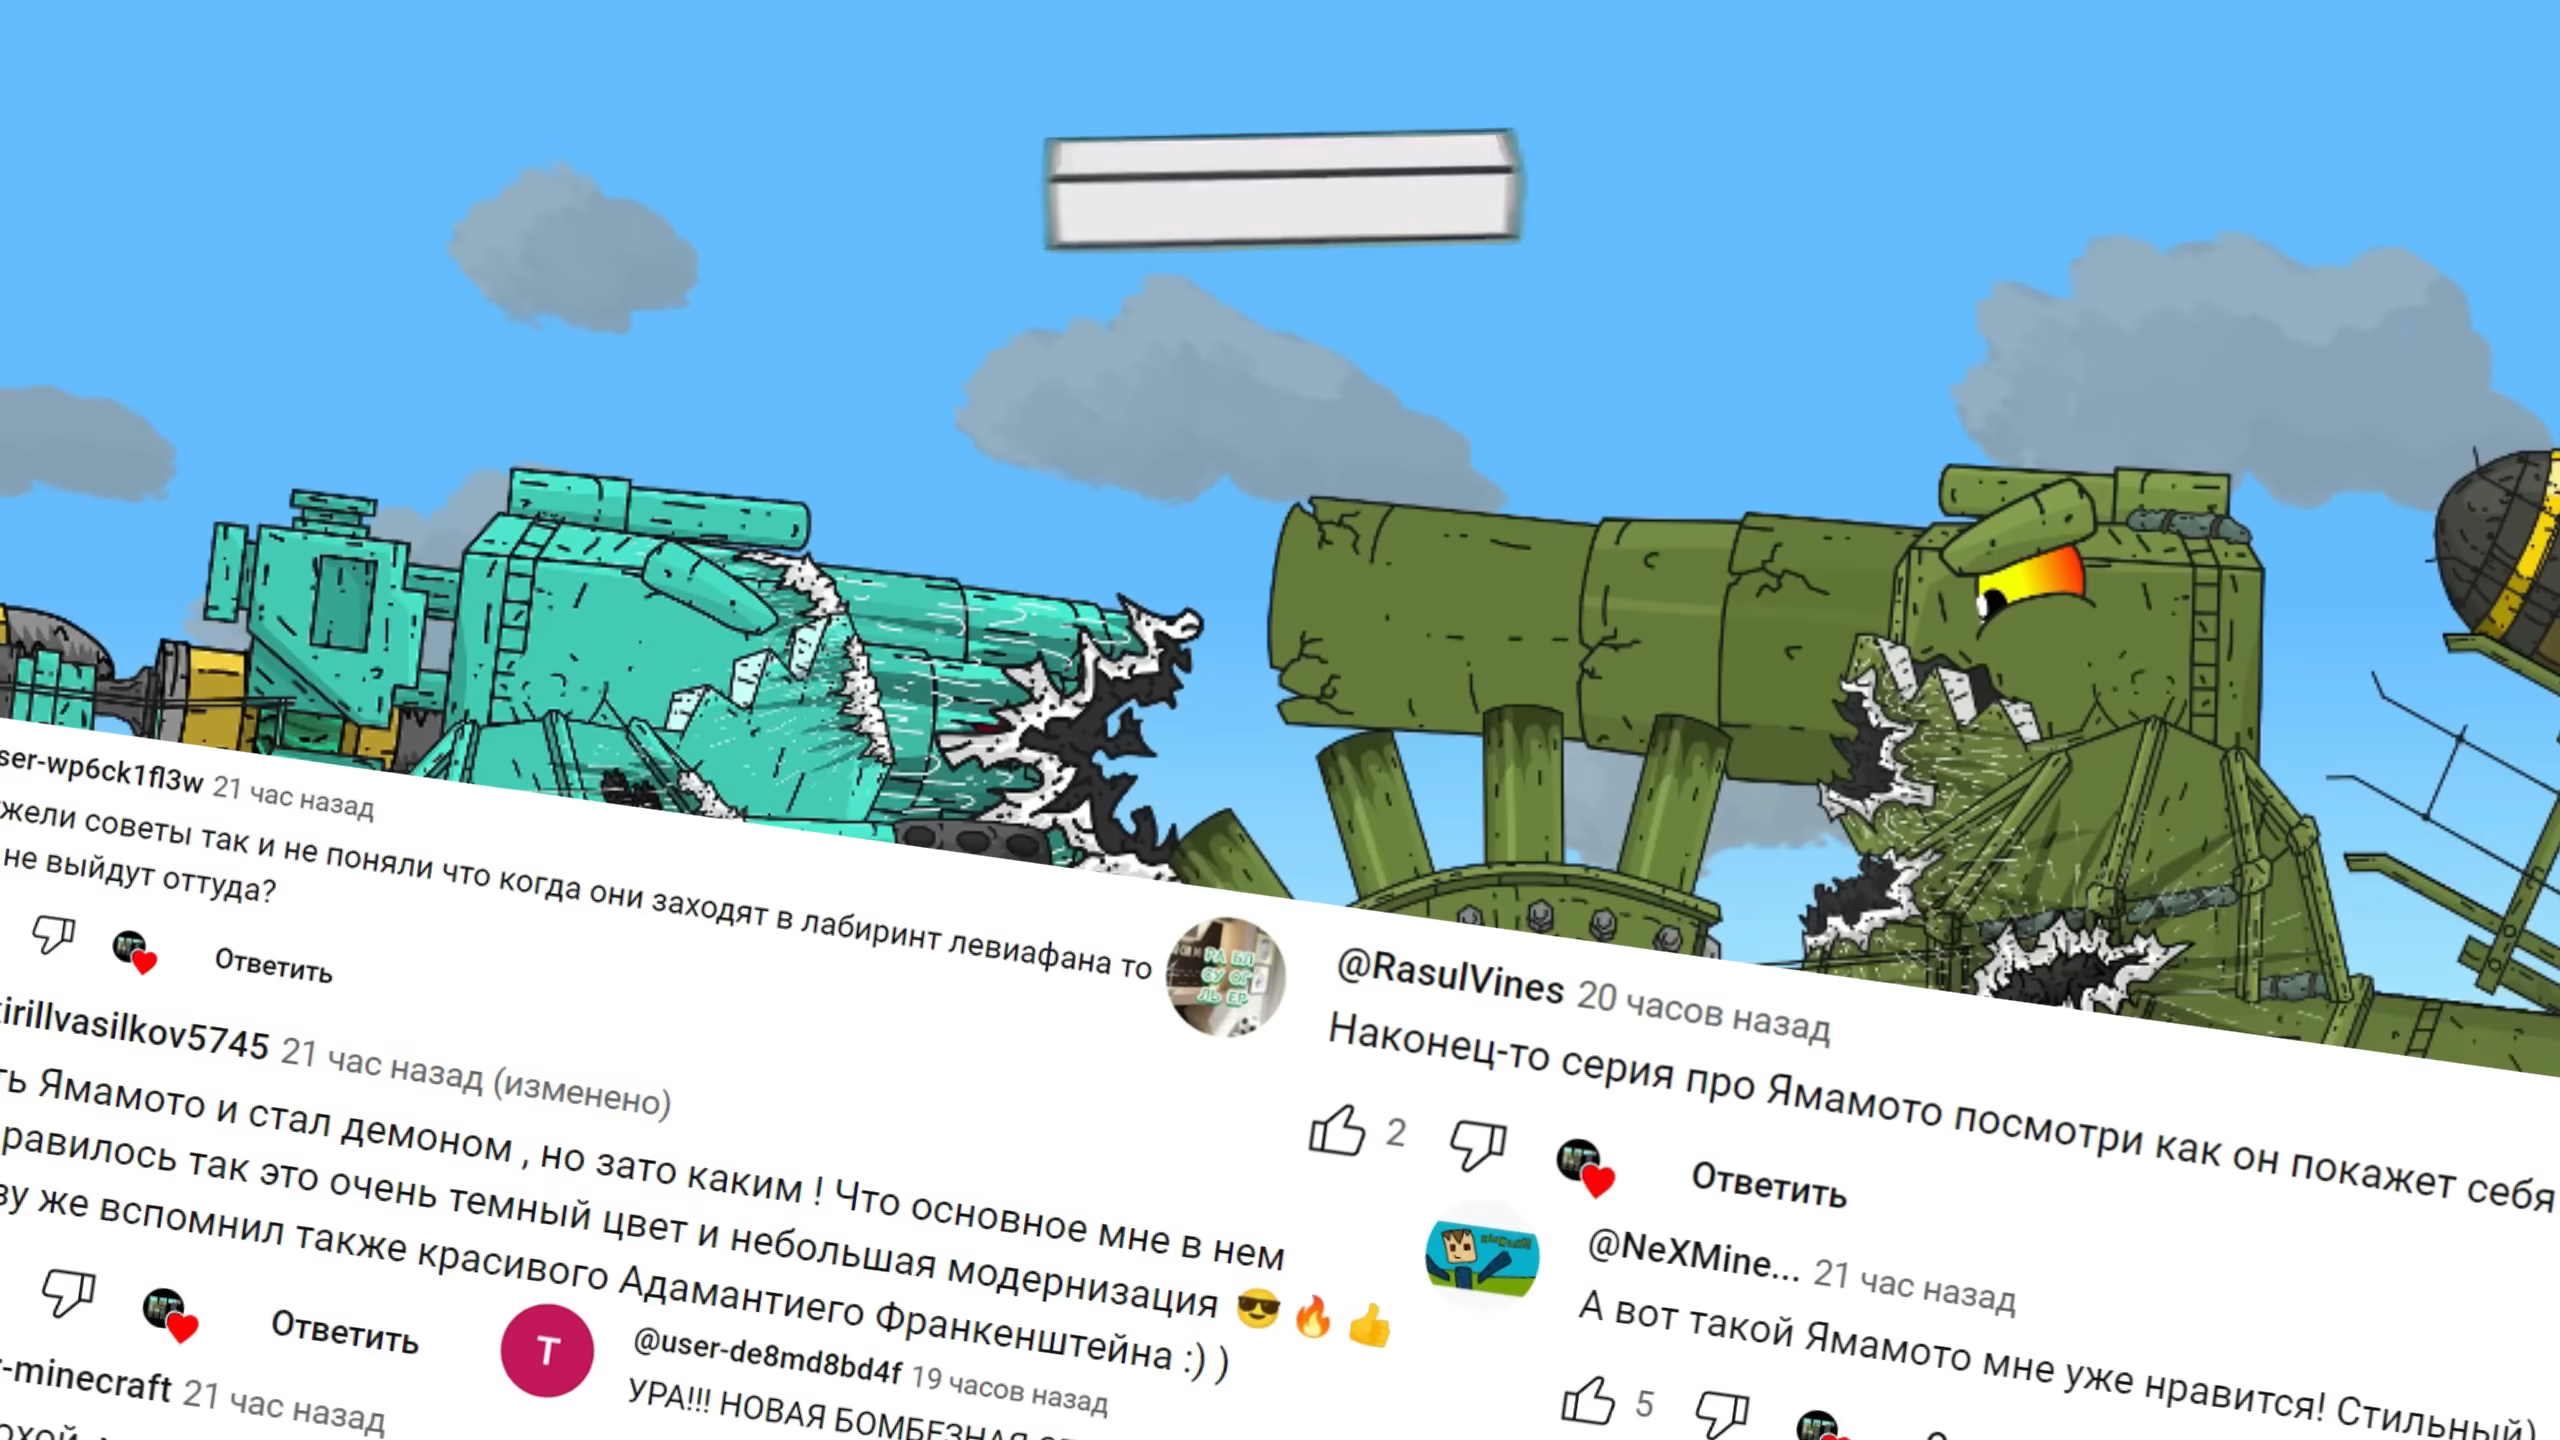 ser-wp6ck1fl3w 21 час назад
жели советы так и не поняли что когда они заходят в лабиринт левиафана то
не выйдут оттуда?
Ответить
kirillvasilkov5745 21 час назад (изменено)
ть Ямамото и стал демоном , но зато каким ! Что основное мне в нем
равилось так это очень темный цвет и небольшая модернизация 😎 🔥 👍
зу же вспомнил также красивого Адамантиего Франкенштейна :) )
Ответить
r-minecraft 21 час назад
охой
T
@user-de8md8bd4f 19 часов назад
УРА!!! НОВАЯ БОМБЕЗНАЯ
@RasulVines 20 часов назад
Наконец-то серия про Ямамото посмотри как он покажет себя
2
Ответить
@NeXMine... 21 час назад
А вот такой Ямамото мне уже нравится! Стильный)
5